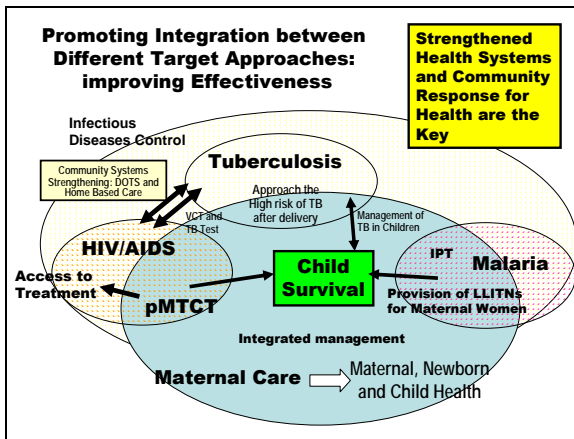 Promoting Integration between
Different Target Approaches:
improving Effectiveness
Strengthened
Health Systems
and Community
Response for
Health are the
Key
Infectious
Diseases Control
Tuberculosis
Community Systems
Strengthening: DOTS and
Home Based Care
Approach the
High risk of TB
after delivery
VCT and
TB Test
Management of
TB in Children
HIV/AIDS
Child
Survival
IPT
Malaria
Access to
Treatment
pMTCT
Provision of LLITNs
for Maternal Women
Integrated management
Maternal Care
Maternal, Newborn
and Child Health